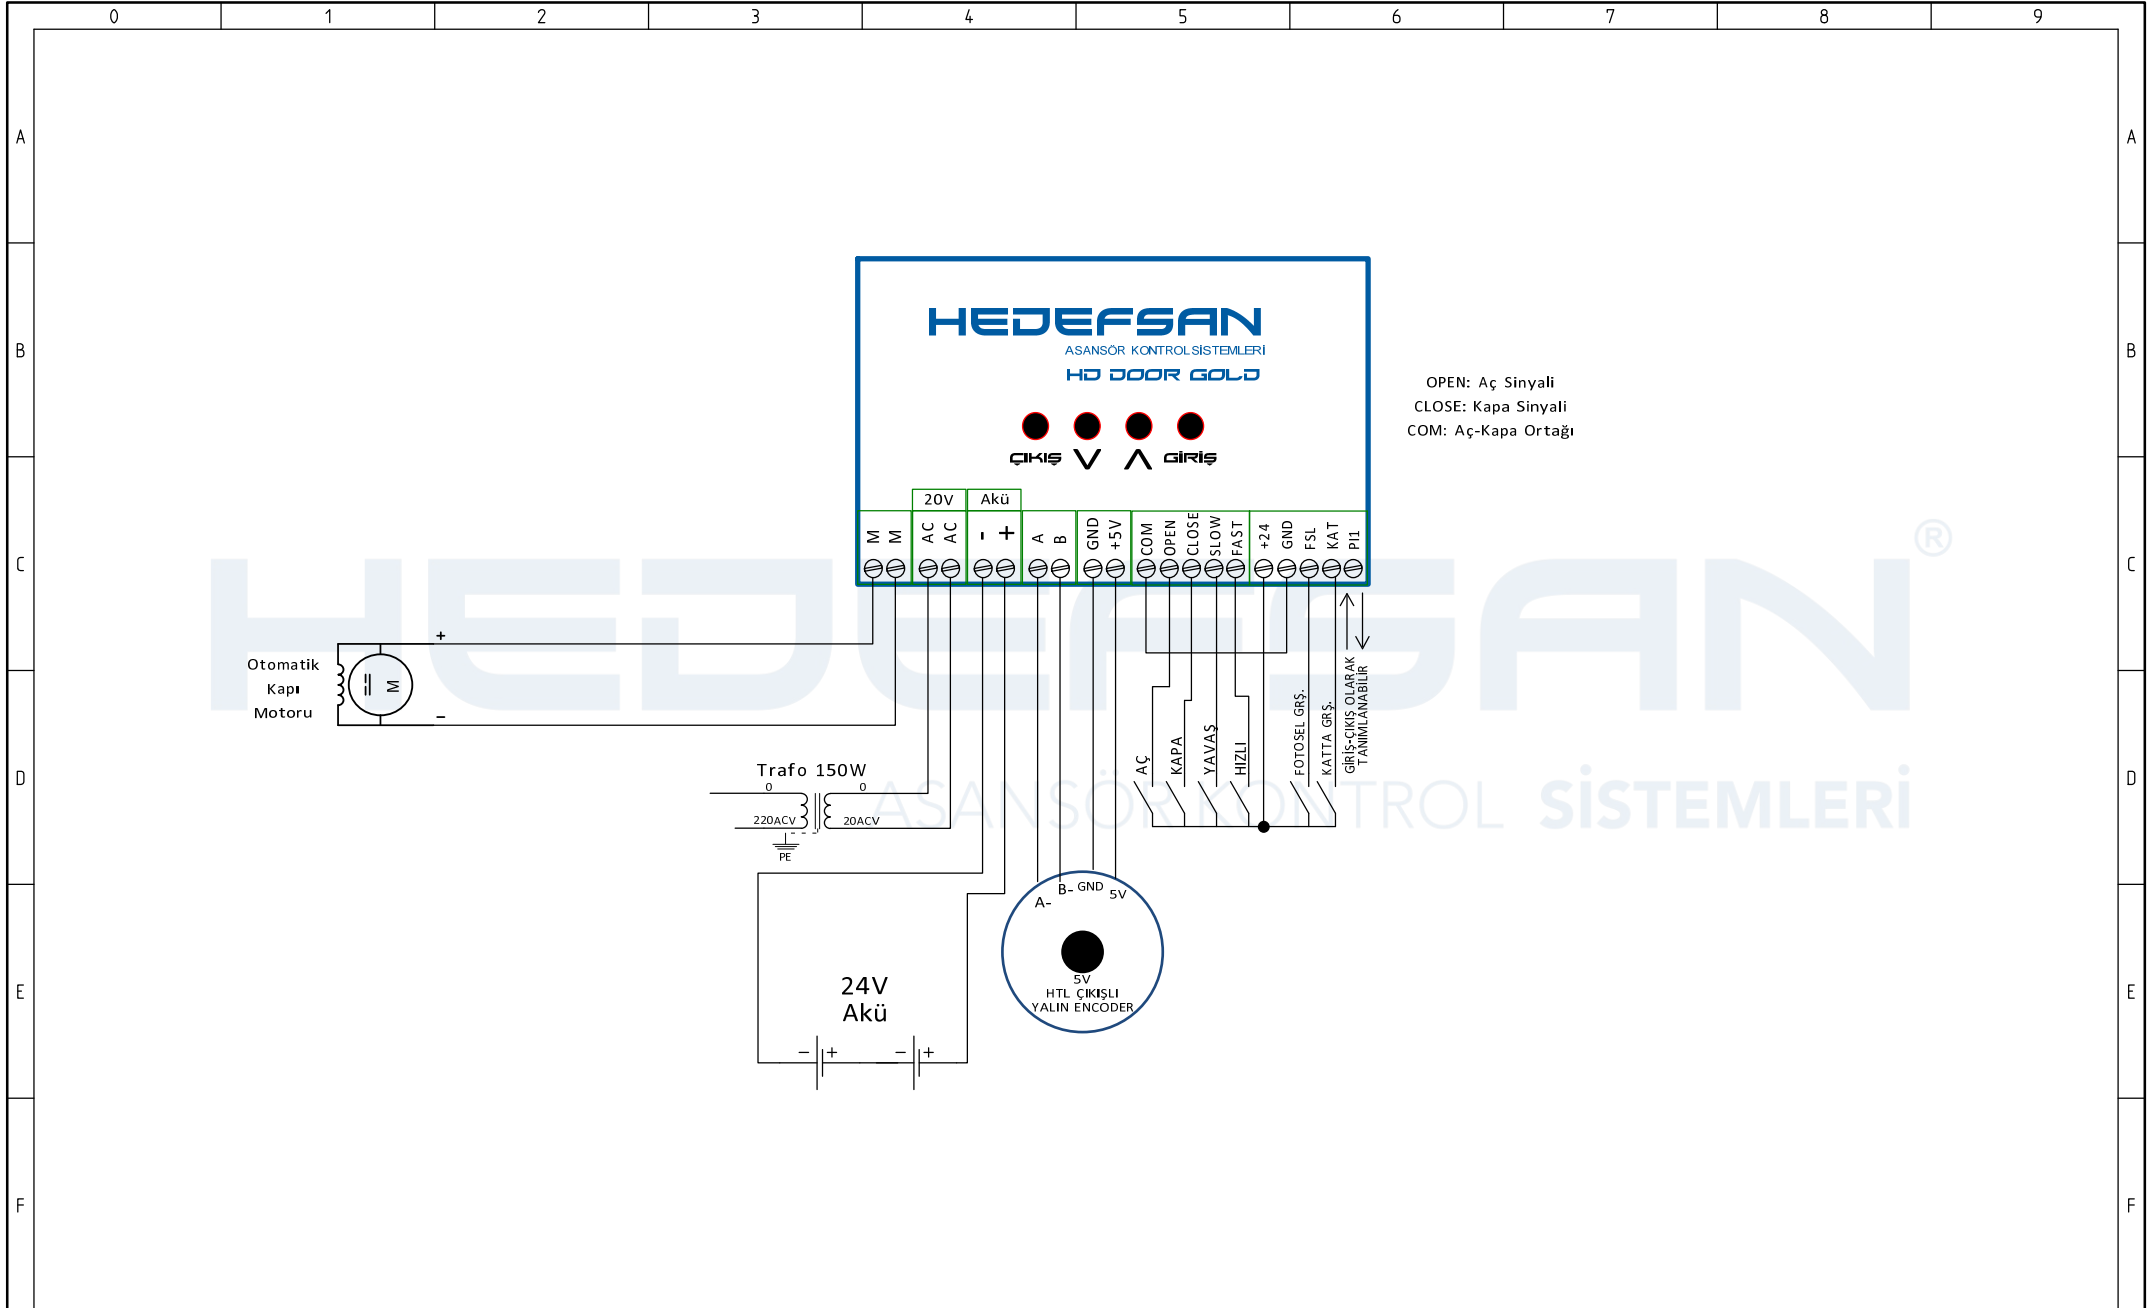 0 1 2 3 4 5 6 7 8 9
A A
B B
C C
D D
E E
F F
HEDEFSAN
ASANSÖR KONTROL SİSTEMLERİ
HD DOOR GOLD
ÇIKIŞ V Λ GİRİŞ
OPEN: Aç Sinyali
CLOSE: Kapa Sinyali
COM: Aç-Kapa Ortağı
20V Akü
M M AC AC - + A B GND +5V COM OPEN CLOSE SLOW FAST +24 GND FSL KAT PI1
HEDEFSAN®
ASANSÖR KONTROL SİSTEMLERİ
+
Otomatik
Kapı
Motoru
M
-
Trafo 150W
0 0
220ACV 20ACV
PE
AÇ
KAPA
YAVAŞ
HIZLI
FOTOSEL GRŞ.
KATTA GRŞ.
GİRİŞ-ÇIKIŞ OLARAK
TANIMLANABİLİR
A- B- GND 5V
5V
HTL ÇIKIŞLI
YALIN ENCODER
24V
Akü
- + - +